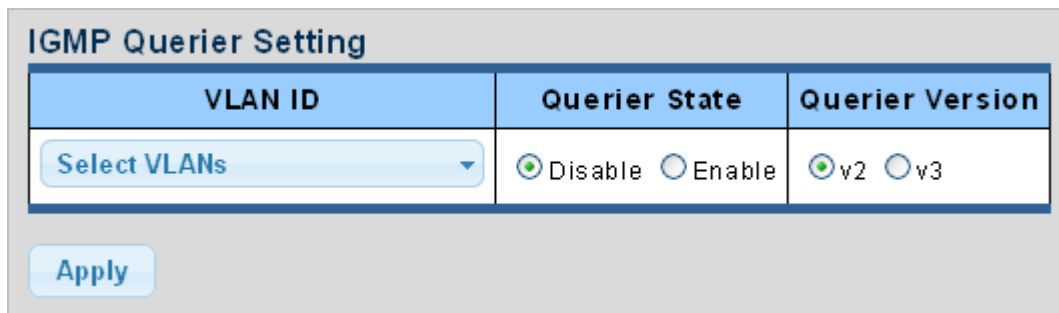 IGMP Querier Setting
VLAN ID Querier State Querier Version
Select VLANs Disable Enable v2 v3
Apply